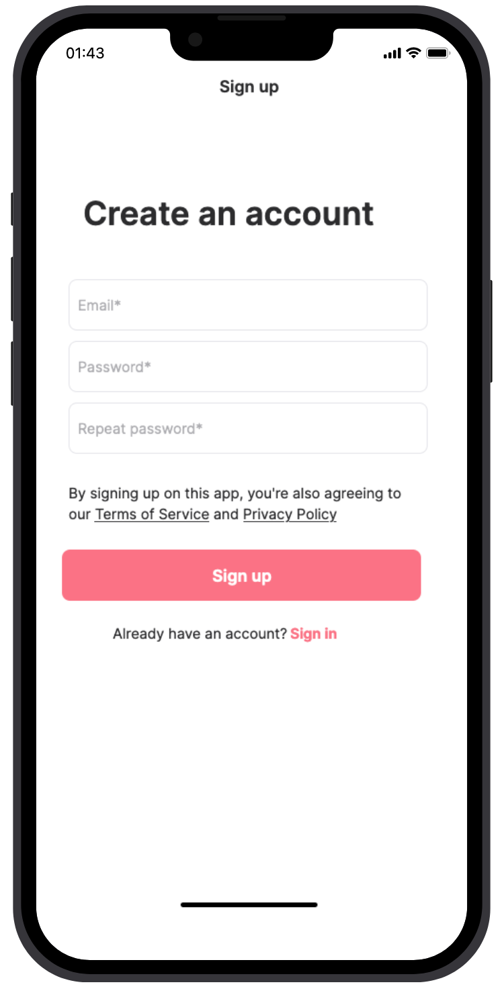 01:43
Sign up
Create an account
Email*
Password*
Repeat password*
By signing up on this app, you're also agreeing to
our Terms of Service and Privacy Policy
Sign up
Already have an account? Sign in